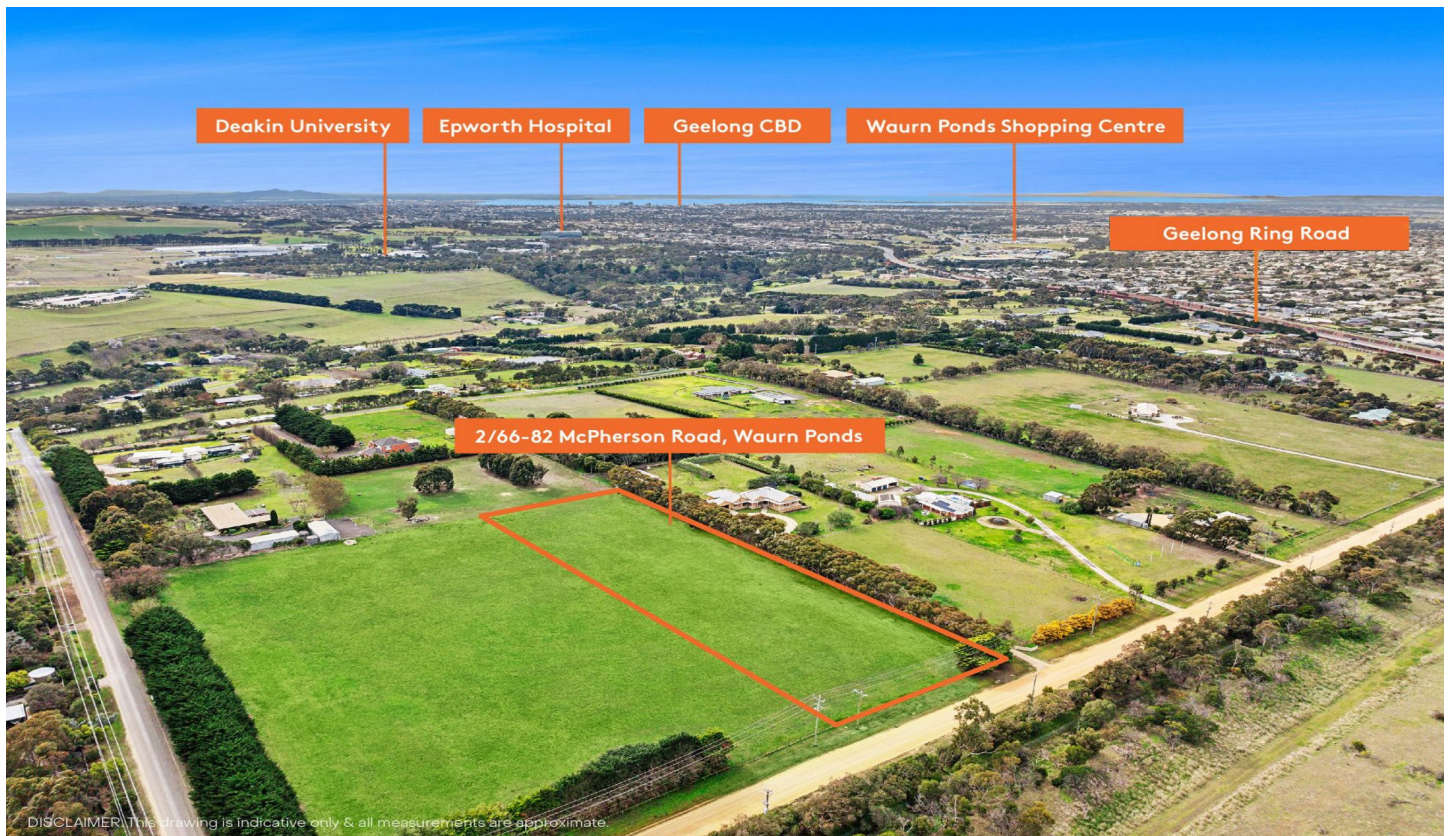 Deakin University
Epworth Hospital
Geelong CBD
Waurn Ponds Shopping Centre
Geelong Ring Road
2/66-82 McPherson Road, Waurn Ponds
DISCLAIMER: This drawing is indicative only & all measurements are approximate.